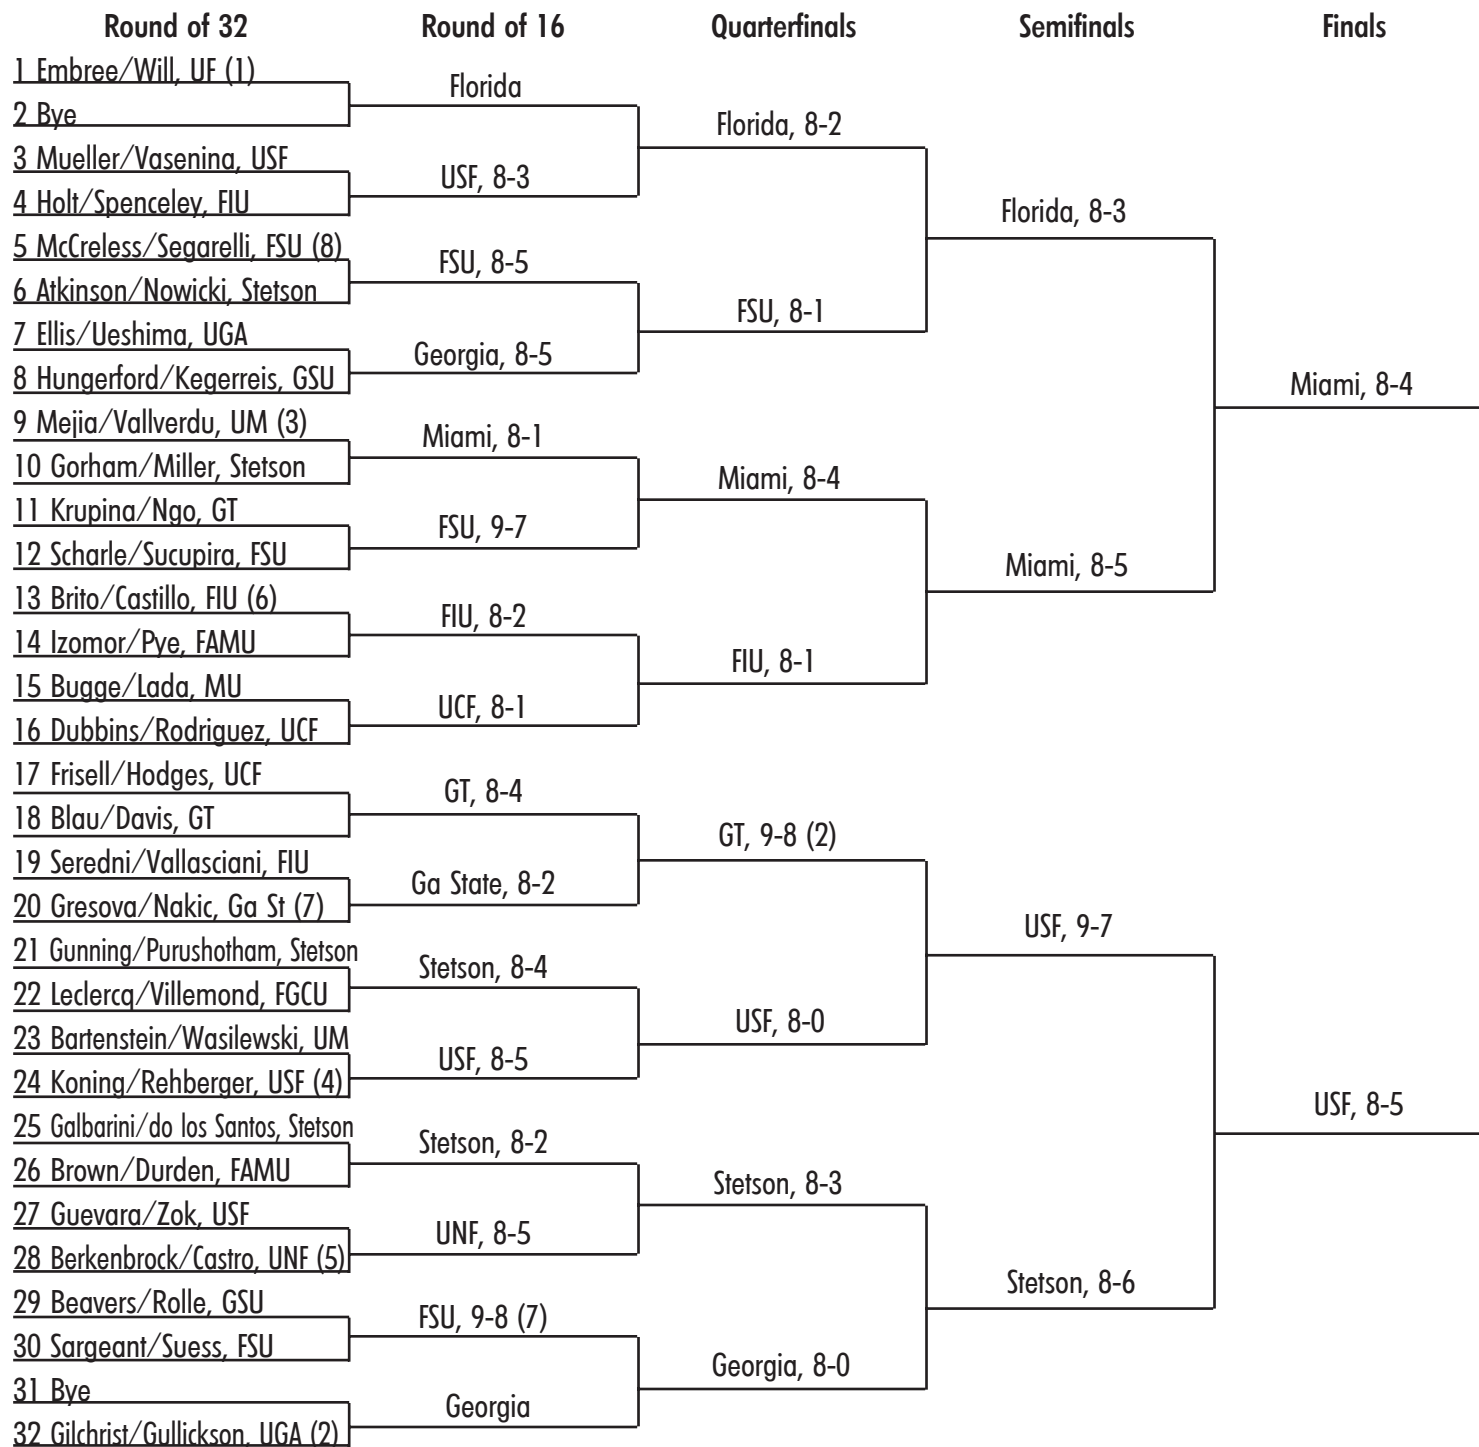 Round of 32
Round of 16
Quarterfinals
Semifinals
Finals
1 Embree/Will, UF (1)
2 Bye
3 Mueller/Vasenina, USF
4 Holt/Spenceley, FIU
5 McCreless/Segarelli, FSU (8)
6 Atkinson/Nowicki, Stetson
7 Ellis/Ueshima, UGA
8 Hungerford/Kegerreis, GSU
9 Mejia/Vallverdu, UM (3)
10 Gorham/Miller, Stetson
11 Krupina/Ngo, GT
12 Scharle/Sucupira, FSU
13 Brito/Castillo, FIU (6)
14 Izomor/Pye, FAMU
15 Bugge/Lada, MU
16 Dubbins/Rodriguez, UCF
17 Frisell/Hodges, UCF
18 Blau/Davis, GT
19 Seredni/Vallasciani, FIU
20 Gresova/Nakic, Ga St (7)
21 Gunning/Purushotham, Stetson
22 Leclercq/Villemond, FGCU
23 Bartenstein/Wasilewski, UM
24 Koning/Rehberger, USF (4)
25 Galbarini/do los Santos, Stetson
26 Brown/Durden, FAMU
27 Guevara/Zok, USF
28 Berkenbrock/Castro, UNF (5)
29 Beavers/Rolle, GSU
30 Sargeant/Suess, FSU
31 Bye
32 Gilchrist/Gullickson, UGA (2)
Florida
USF, 8-3
FSU, 8-5
Georgia, 8-5
Miami, 8-1
FSU, 9-7
FIU, 8-2
UCF, 8-1
GT, 8-4
Ga State, 8-2
Stetson, 8-4
USF, 8-5
Stetson, 8-2
UNF, 8-5
FSU, 9-8 (7)
Georgia
Florida, 8-2
FSU, 8-1
Miami, 8-4
FIU, 8-1
GT, 9-8 (2)
USF, 8-0
Stetson, 8-3
Georgia, 8-0
Florida, 8-3
Miami, 8-5
USF, 9-7
Stetson, 8-6
Miami, 8-4
USF, 8-5